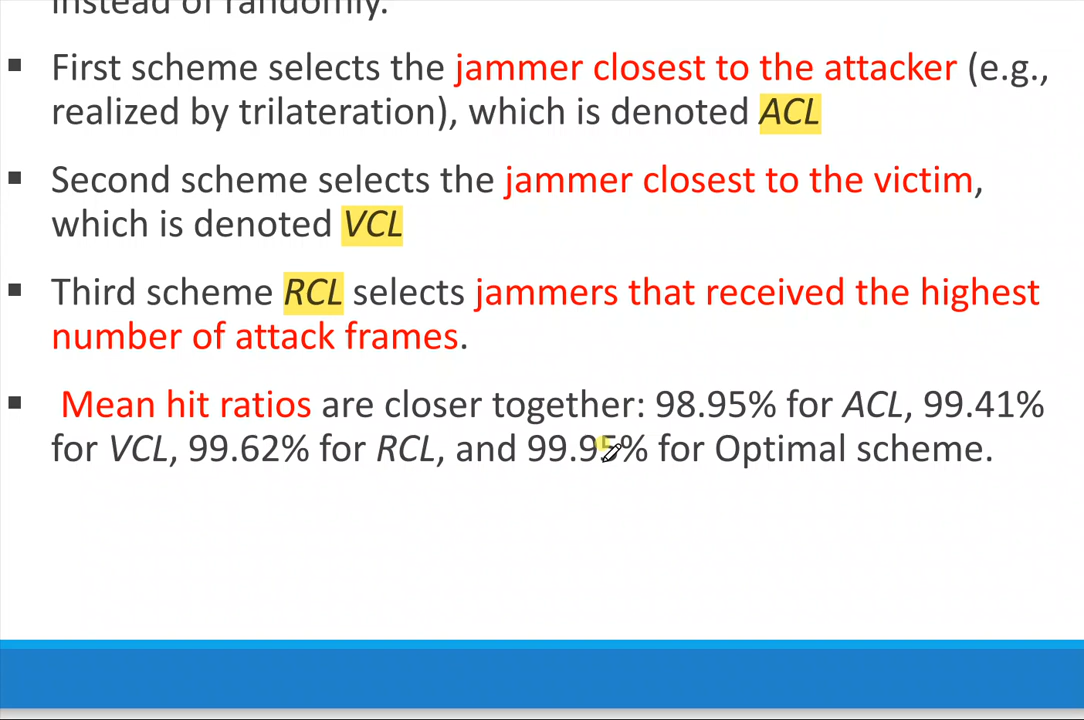 instead of randomly.
▪ First scheme selects the jammer closest to the attacker (e.g.,
realized by trilateration), which is denoted ACL
▪ Second scheme selects the jammer closest to the victim,
which is denoted VCL
▪ Third scheme RCL selects jammers that received the highest
number of attack frames.
▪ Mean hit ratios are closer together: 98.95% for ACL, 99.41%
for VCL, 99.62% for RCL, and 99.95% for Optimal scheme.